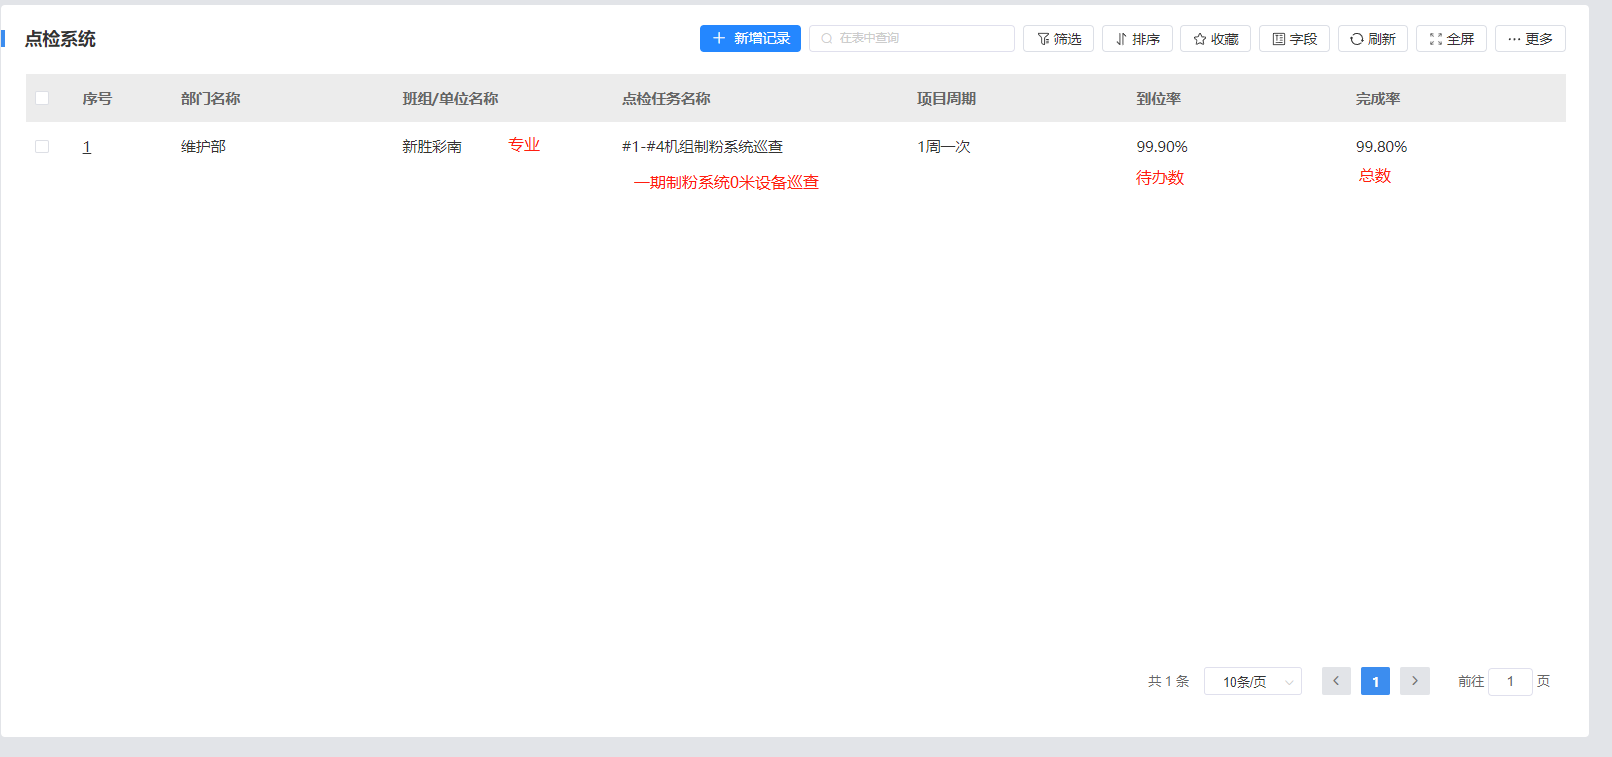 点检系统 新增记录 在表中查询 筛选 排序 收藏 字段 刷新 全屏 更多
序号 部门名称 班组/单位名称 点检任务名称 项目周期 到位率 完成率
1 维护部 新胜彩南 专业 #1-#4机组制粉系统巡查 1周一次 99.90% 99.80%
一期制粉系统0米设备巡查 待办数 总数
共 1 条 10条/页 1 前往 1 页